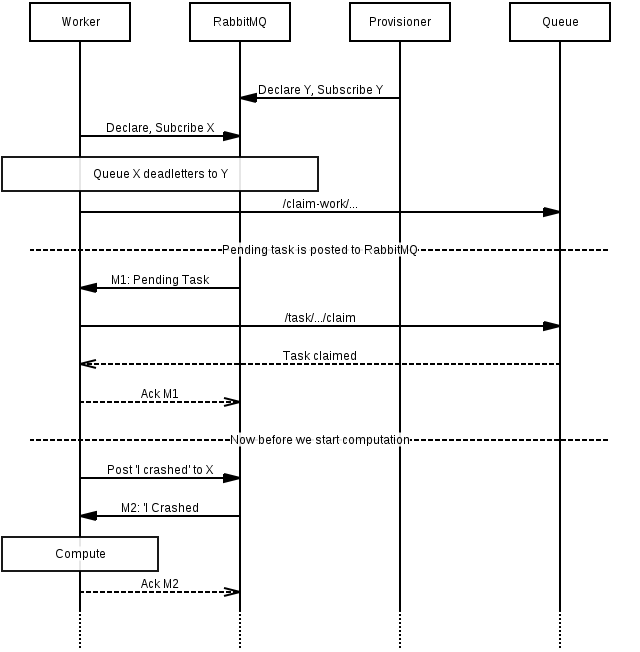 Worker
RabbitMQ
Provisioner
Queue
Declare Y, Subscribe Y
Declare, Subcribe X
Queue X deadletters to Y
/claim-work/...
Pending task is posted to RabbitMQ
M1: Pending Task
/task/.../claim
Task claimed
Ack M1
Now before we start computation
Post 'I crashed' to X
M2: 'I Crashed
Compute
Ack M2